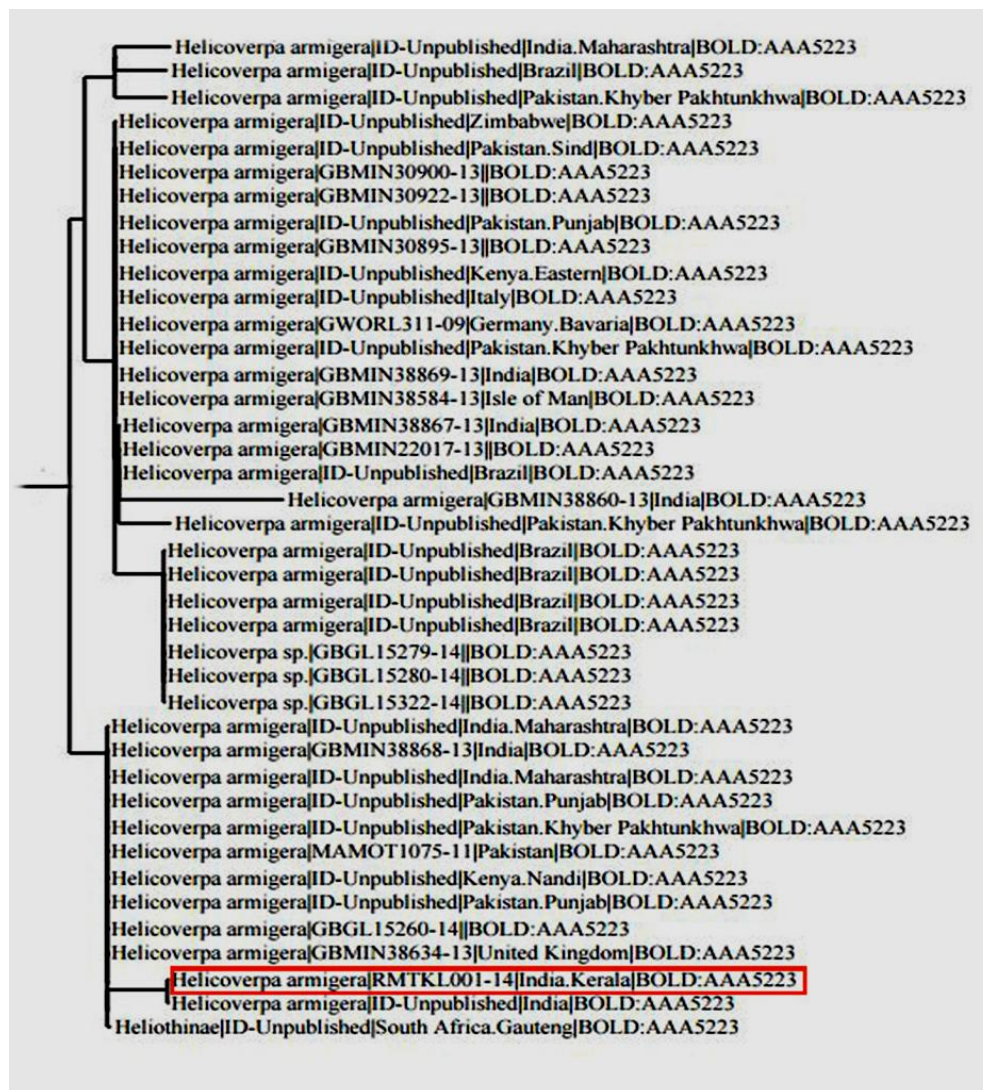 Helicoverpa armigera|ID-Unpublished|India.Maharashtra|BOLD:AAA5223
Helicoverpa armigera|ID-Unpublished|Brazil|BOLD:AAA5223
Helicoverpa armigera|ID-Unpublished|Pakistan.Khyber Pakhtunkhwa|BOLD:AAA5223
Helicoverpa armigera|ID-Unpublished|Zimbabwe|BOLD:AAA5223
Helicoverpa armigera|ID-Unpublished|Pakistan.Sind|BOLD:AAA5223
Helicoverpa armigera|GBMIN30900-13||BOLD:AAA5223
Helicoverpa armigera|GBMIN30922-13||BOLD:AAA5223
Helicoverpa armigera|ID-Unpublished|Pakistan.Punjab|BOLD:AAA5223
Helicoverpa armigera|GBMIN30895-13||BOLD:AAA5223
Helicoverpa armigera|ID-Unpublished|Kenya.Eastern|BOLD:AAA5223
Helicoverpa armigera|ID-Unpublished|Italy|BOLD:AAA5223
Helicoverpa armigera|GWORL311-09|Germany.Bavaria|BOLD:AAA5223
Helicoverpa armigera|ID-Unpublished|Pakistan.Khyber Pakhtunkhwa|BOLD:AAA5223
Helicoverpa armigera|GBMIN38869-13|India|BOLD:AAA5223
Helicoverpa armigera|GBMIN38584-13|Isle of Man|BOLD:AAA5223
Helicoverpa armigera|GBMIN38867-13|India|BOLD:AAA5223
Helicoverpa armigera|GBMIN22017-13||BOLD:AAA5223
Helicoverpa armigera|ID-Unpublished|Brazil|BOLD:AAA5223
Helicoverpa armigera|GBMIN38860-13|India|BOLD:AAA5223
Helicoverpa armigera|ID-Unpublished|Pakistan.Khyber Pakhtunkhwa|BOLD:AAA5223
Helicoverpa armigera|ID-Unpublished|Brazil|BOLD:AAA5223
Helicoverpa armigera|ID-Unpublished|Brazil|BOLD:AAA5223
Helicoverpa armigera|ID-Unpublished|Brazil|BOLD:AAA5223
Helicoverpa armigera|ID-Unpublished|Brazil|BOLD:AAA5223
Helicoverpa sp.|GBGL15279-14||BOLD:AAA5223
Helicoverpa sp.|GBGL15280-14||BOLD:AAA5223
Helicoverpa sp.|GBGL15322-14||BOLD:AAA5223
Helicoverpa armigera|ID-Unpublished|India.Maharashtra|BOLD:AAA5223
Helicoverpa armigera|GBMIN38868-13|India|BOLD:AAA5223
Helicoverpa armigera|ID-Unpublished|India.Maharashtra|BOLD:AAA5223
Helicoverpa armigera|ID-Unpublished|Pakistan.Punjab|BOLD:AAA5223
Helicoverpa armigera|ID-Unpublished|Pakistan.Khyber Pakhtunkhwa|BOLD:AAA5223
Helicoverpa armigera|MAMOT1075-11|Pakistan|BOLD:AAA5223
Helicoverpa armigera|ID-Unpublished|Kenya.Nandi|BOLD:AAA5223
Helicoverpa armigera|ID-Unpublished|Pakistan.Punjab|BOLD:AAA5223
Helicoverpa armigera|GBGL15260-14||BOLD:AAA5223
Helicoverpa armigera|GBMIN38634-13|United Kingdom|BOLD:AAA5223
Helicoverpa armigera|RMTKL001-14|India.Kerala|BOLD:AAA5223
Helicoverpa armigera|ID-Unpublished|India|BOLD:AAA5223
Heliothinae|ID-Unpublished|South Africa.Gauteng|BOLD:AAA5223